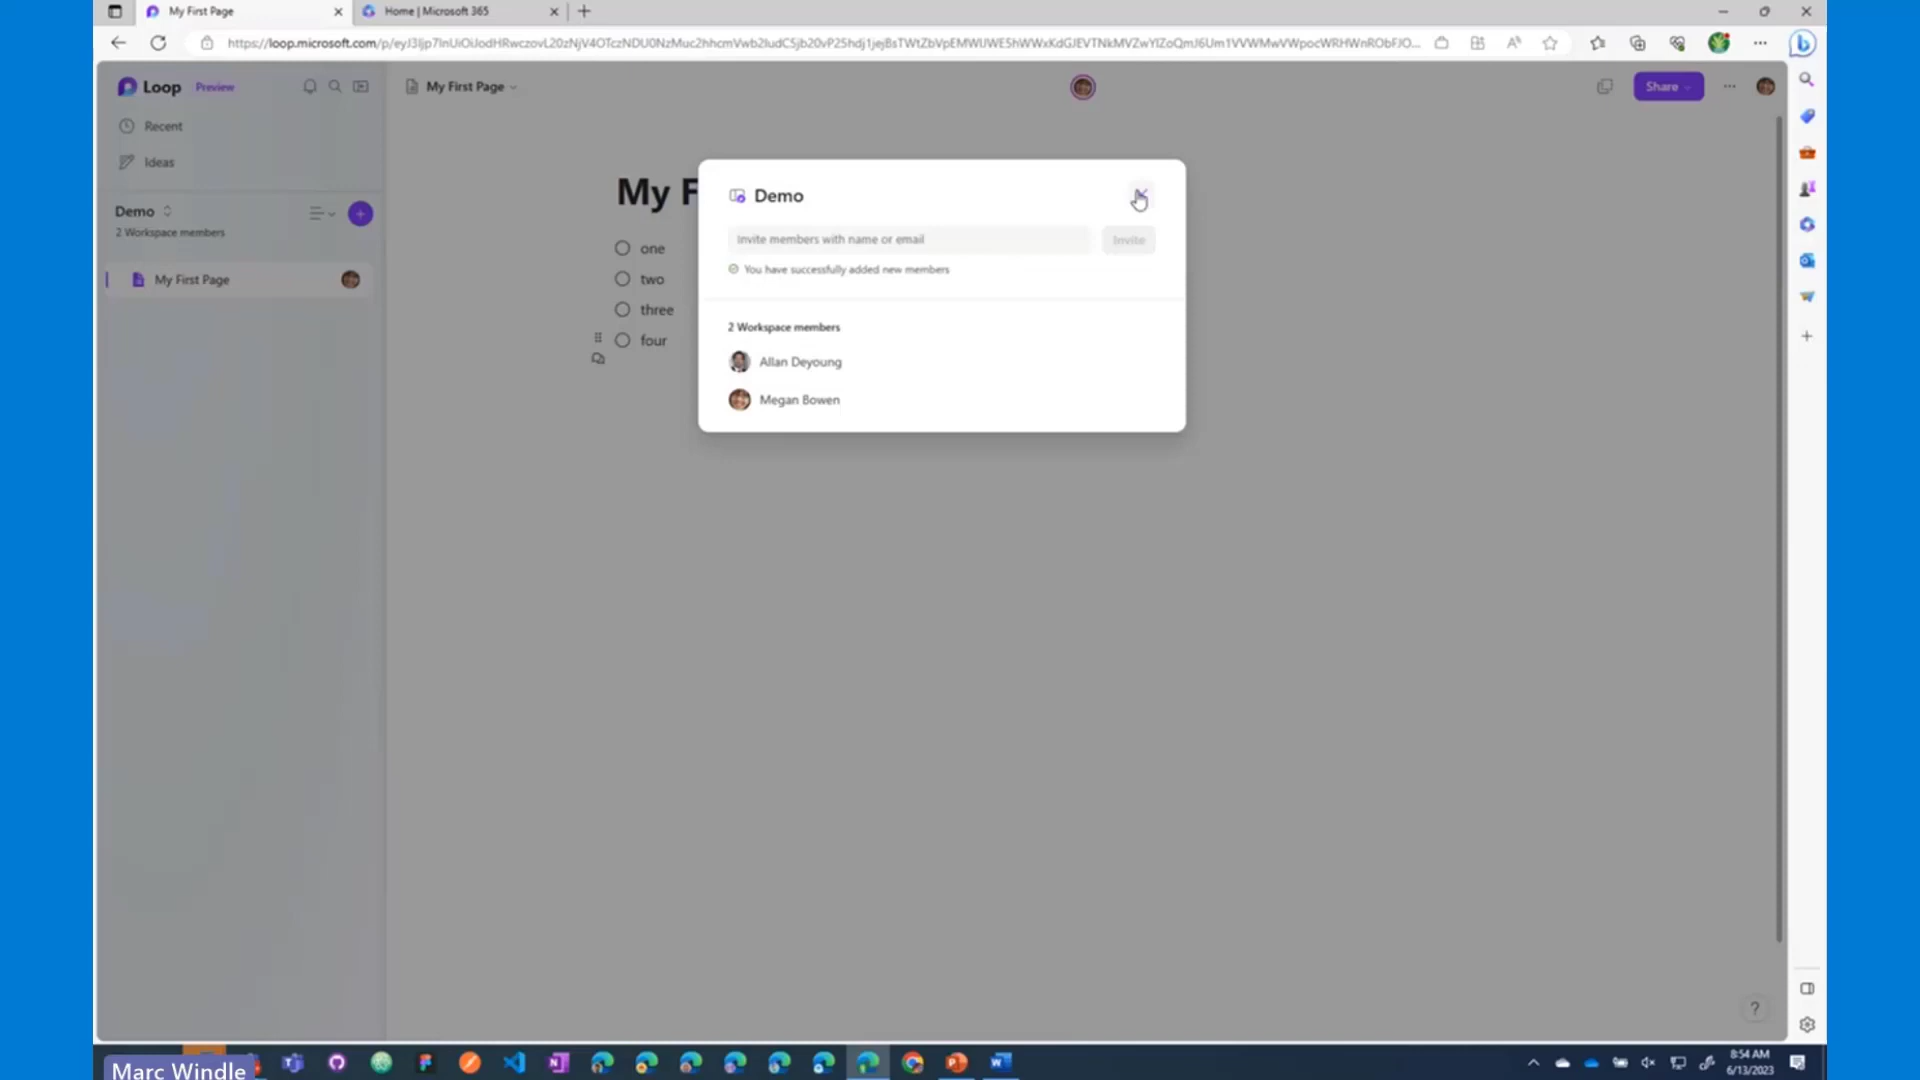 My First Page
Home | Microsoft 365
Loop
Preview
My First Page
Share
Recent
Ideas
Demo
2 Workspace members
My First Page
My F
one
two
three
four
Demo
Invite members with name or email
Invite
You have successfully added new members
2 Workspace members
Allan Deyoung
Megan Bowen
?
8:54 AM
6/13/2023
Marc Windle